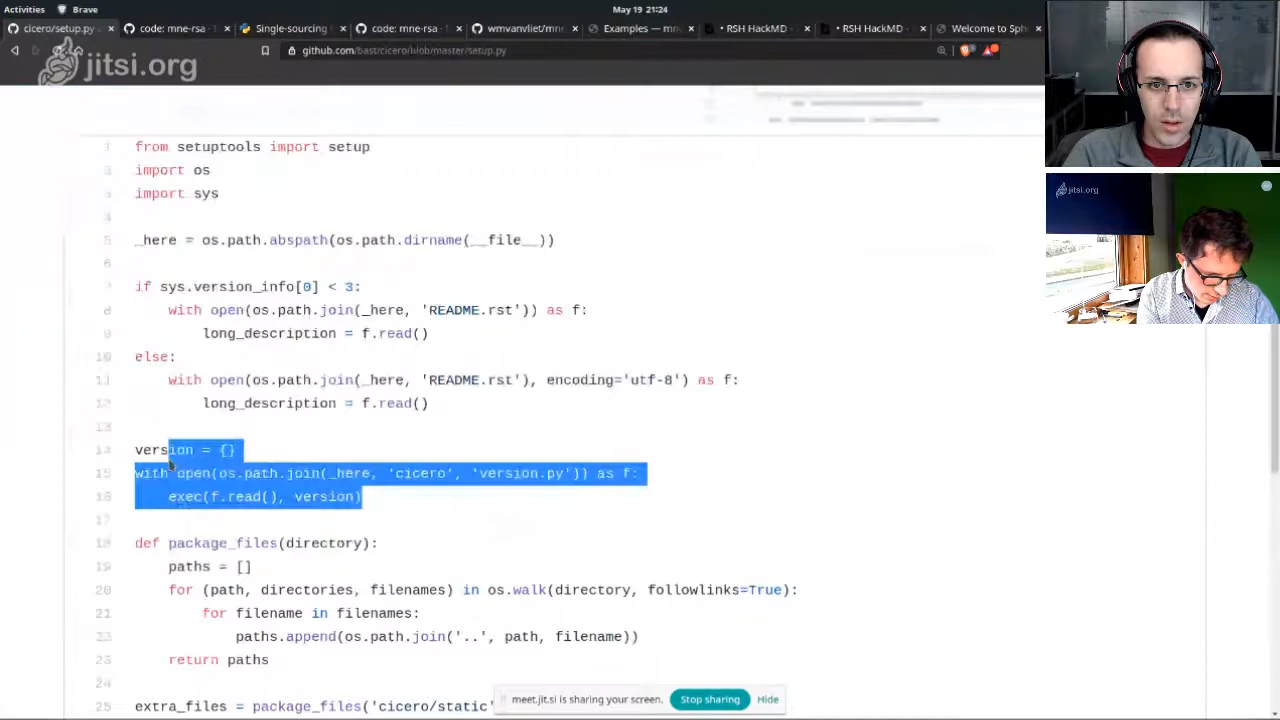 Activities Brave May 19 21:24
cicero/setup.py code: mne-rsa - Single-sourcing code: mne-rsa - wmvanvliet/mn Examples — mn • RSH HackMD • RSH HackMD Welcome to Sph
github.com/bast/cicero/blob/master/setup.py
jitsi.org
jitsi.org
1 from setuptools import setup
2 import os
3 import sys
4
5 _here = os.path.abspath(os.path.dirname(__file__))
6
7 if sys.version_info[0] < 3:
8 with open(os.path.join(_here, 'README.rst')) as f:
9 long_description = f.read()
10 else:
11 with open(os.path.join(_here, 'README.rst'), encoding='utf-8') as f:
12 long_description = f.read()
13
14 version = {}
15 with open(os.path.join(_here, 'cicero', 'version.py')) as f:
16 exec(f.read(), version)
17
18 def package_files(directory):
19 paths = []
20 for (path, directories, filenames) in os.walk(directory, followlinks=True):
21 for filename in filenames:
22 paths.append(os.path.join('..', path, filename))
23 return paths
24
25 extra_files = package_files('cicero/static'
meet.jit.si is sharing your screen. Stop sharing Hide